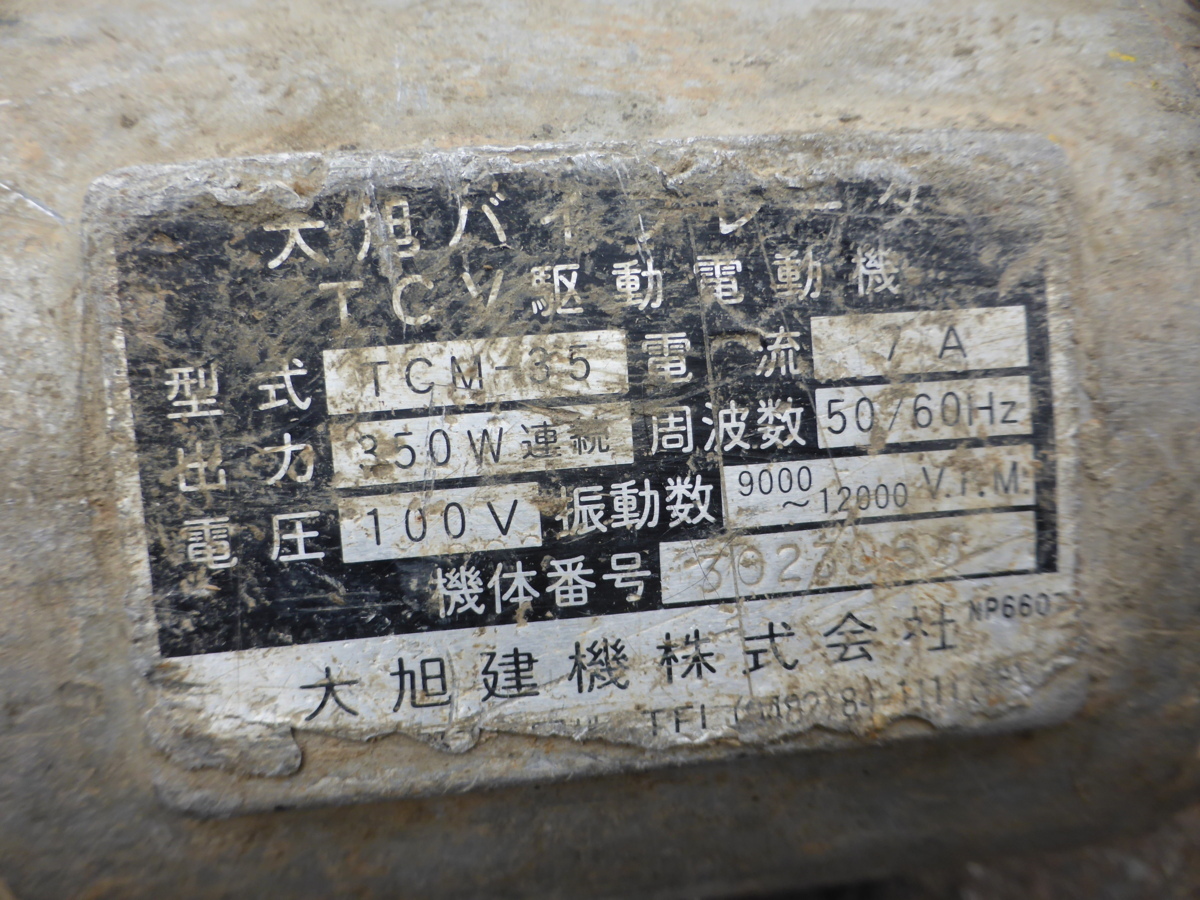 大旭バイブレータ
TCV駆動電動機
型式 TCM-35 電流 7A
出力 350W連続 周波数 50/60Hz
電圧 100V 振動数 9000～12000 V.P.M
機体番号
大旭建機株式会社 NP6607
TEL